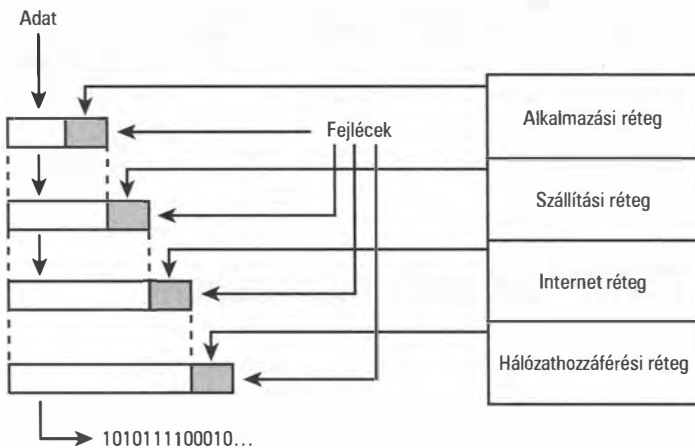 Adat
Alkalmazási réteg
Fejlécek
Szállítási réteg
Internet réteg
Hálózathozzáférési réteg
1010111100010...